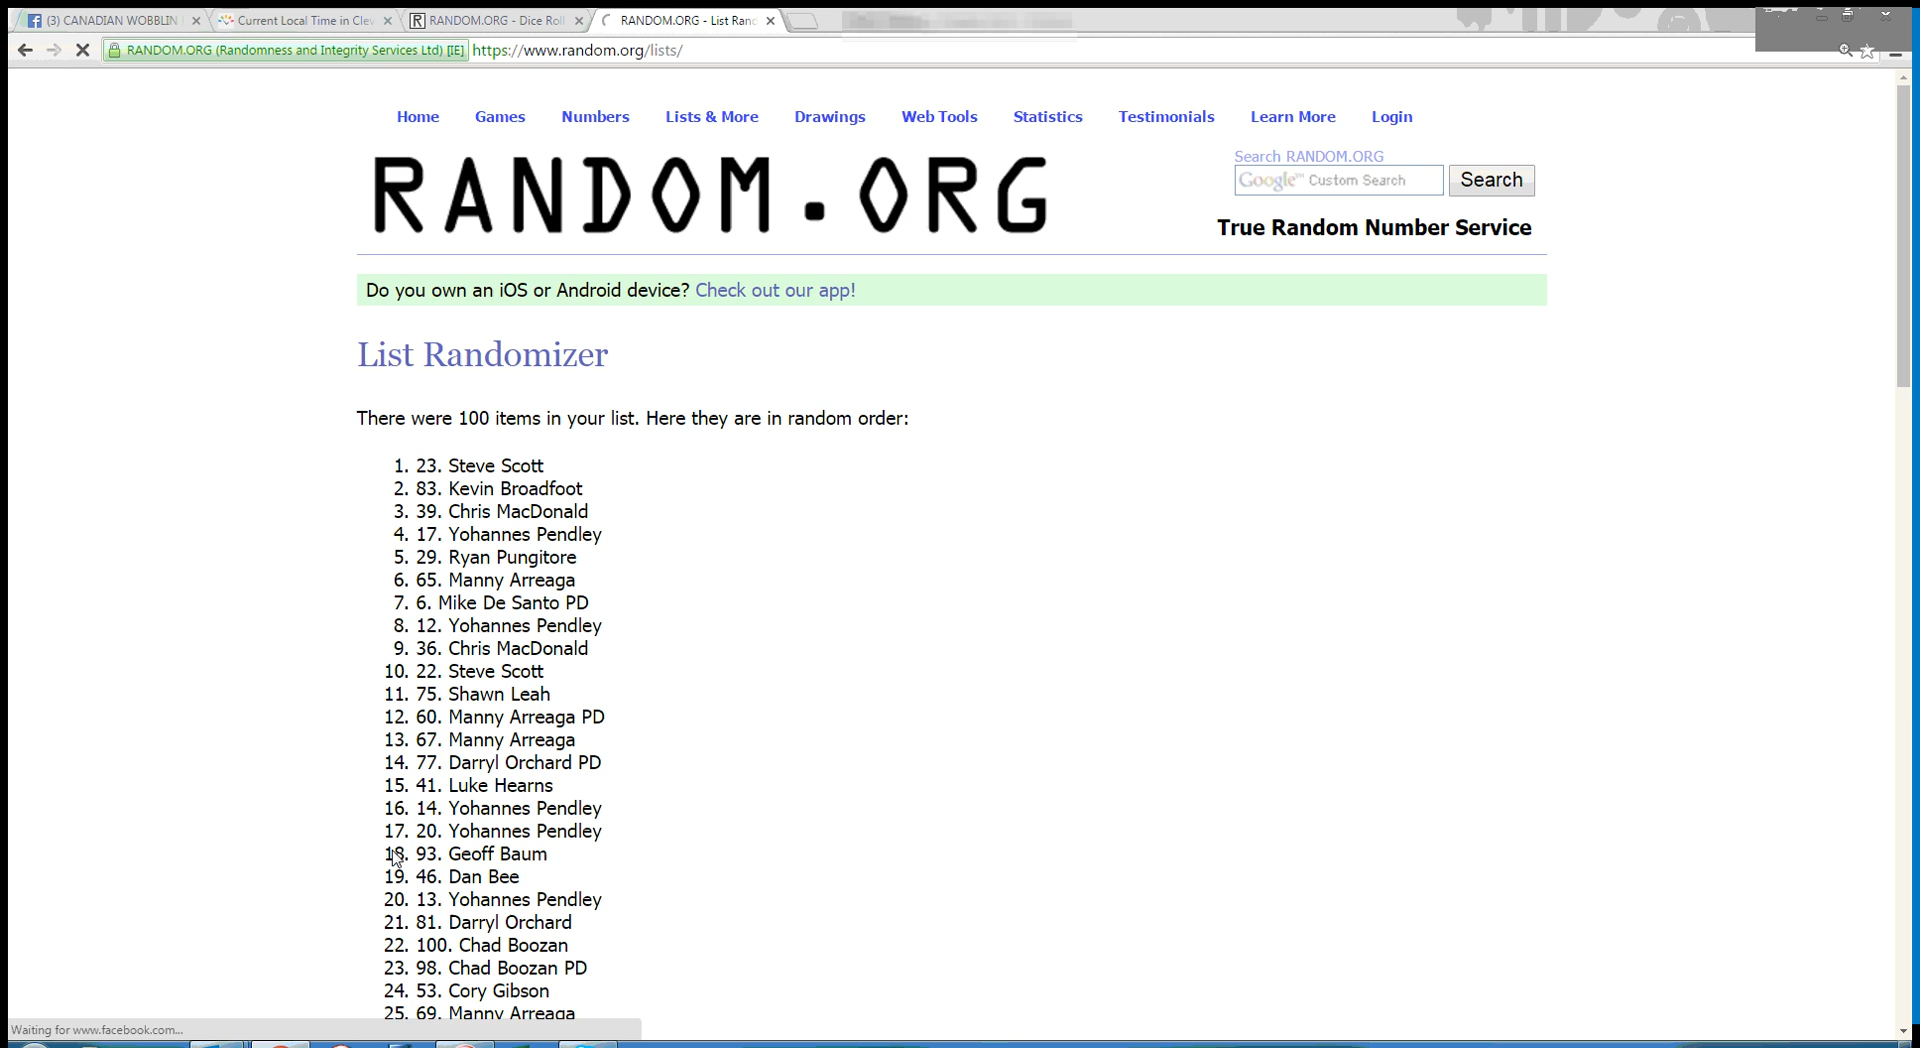 (3) CANADIAN WOBBLIN
Current Local Time in Clev
RANDOM.ORG - Dice Roll
RANDOM.ORG - List Rand
RANDOM.ORG (Randomness and Integrity Services Ltd) [IE] https://www.random.org/lists/
Home Games Numbers Lists & More Drawings Web Tools Statistics Testimonials Learn More Login
RANDOM.ORG
Search RANDOM.ORG
Google™ Custom Search Search
True Random Number Service
Do you own an iOS or Android device? Check out our app!
List Randomizer
There were 100 items in your list. Here they are in random order:
1. 23. Steve Scott
2. 83. Kevin Broadfoot
3. 39. Chris MacDonald
4. 17. Yohannes Pendley
5. 29. Ryan Pungitore
6. 65. Manny Arreaga
7. 6. Mike De Santo PD
8. 12. Yohannes Pendley
9. 36. Chris MacDonald
10. 22. Steve Scott
11. 75. Shawn Leah
12. 60. Manny Arreaga PD
13. 67. Manny Arreaga
14. 77. Darryl Orchard PD
15. 41. Luke Hearns
16. 14. Yohannes Pendley
17. 20. Yohannes Pendley
18. 93. Geoff Baum
19. 46. Dan Bee
20. 13. Yohannes Pendley
21. 81. Darryl Orchard
22. 100. Chad Boozan
23. 98. Chad Boozan PD
24. 53. Cory Gibson
25. 69. Manny Arreaga
Waiting for www.facebook.com...